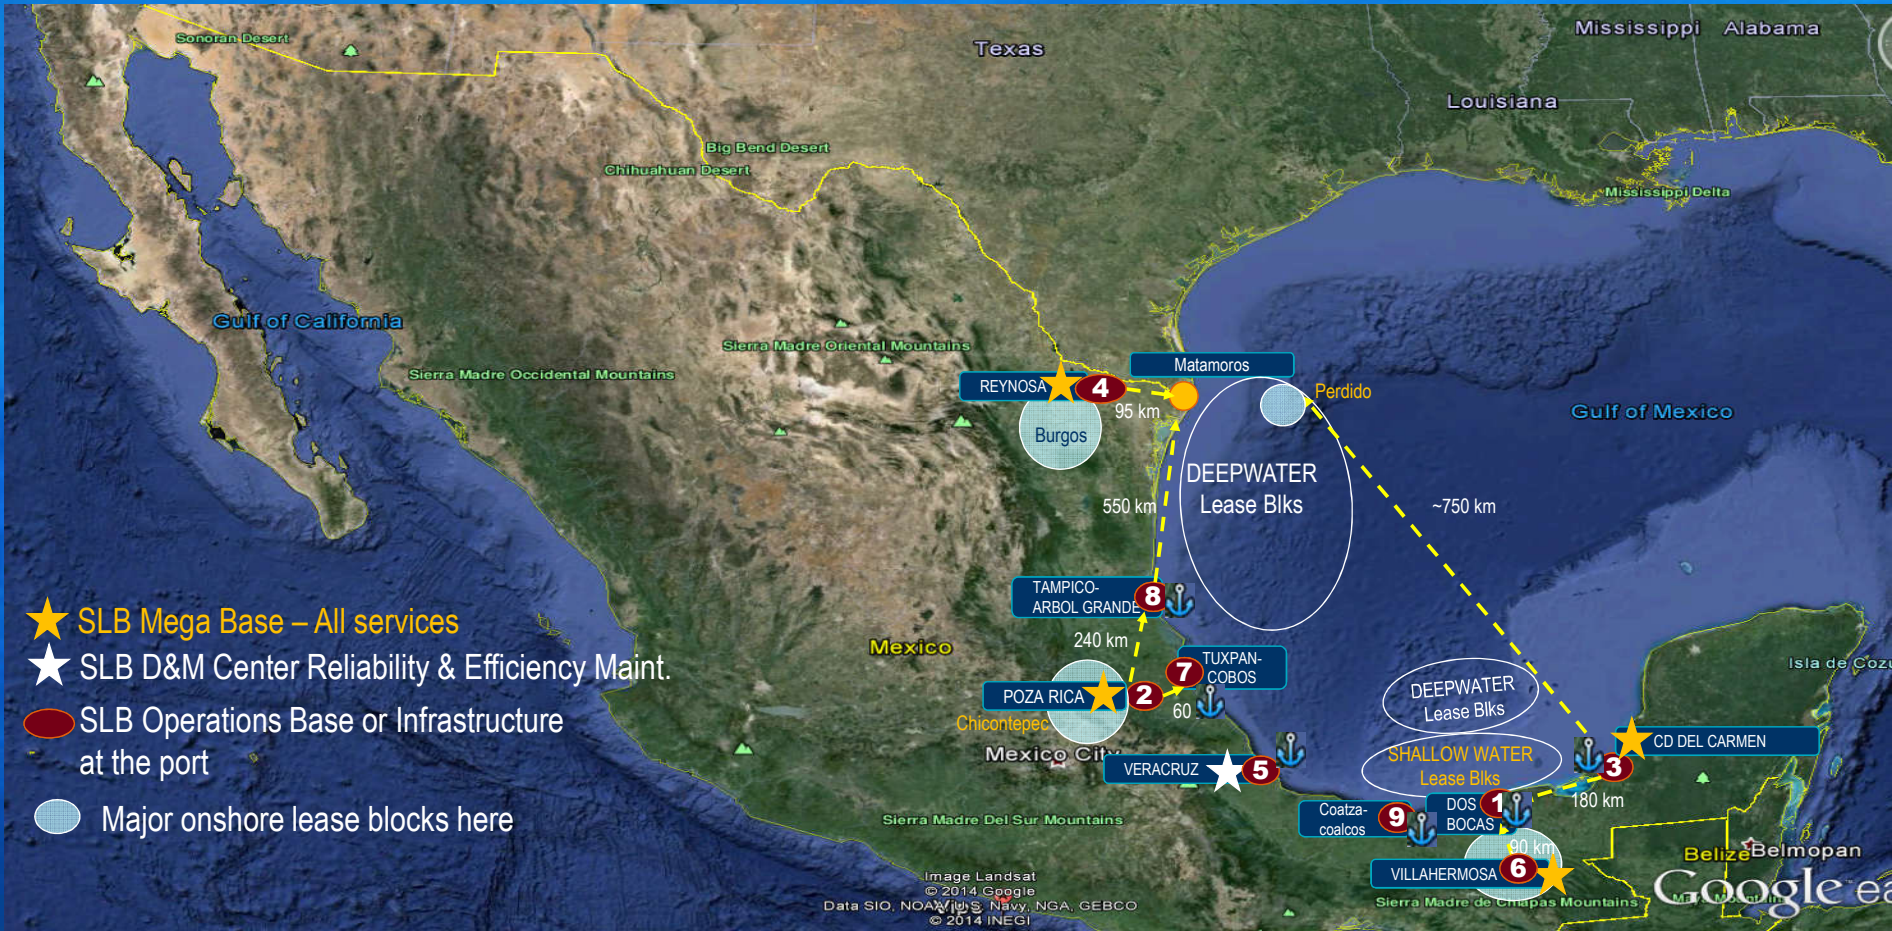 Sonoran Desert
Texas
Mississippi
Alabama
Louisiana
Big Bend Desert
Chihuahuan Desert
Mississippi Delta
Gulf of California
Sierra Madre Oriental Mountains
Sierra Madre Occidental Mountains
Matamoros
REYNOSA
4
95 km
Perdido
Gulf of Mexico
Burgos
DEEPWATER
Lease Blks
550 km
~750 km
TAMPICO-
ARBOL GRANDE
8
240 km
Mexico
TUXPAN-
COBOS
7
POZA RICA
2
60
Chicontepec
Mexico City
DEEPWATER
Lease Blks
Isla de Cozu
SHALLOW WATER
Lease Blks
CD DEL CARMEN
3
180 km
VERACRUZ
5
Coatza-
coalcos
9
DOS
BOCAS
1
90 km
VILLAHERMOSA
6
Sierra Madre Del Sur Mountains
Belize
Belmopan
Sierra Madre de Chiapas Mountains
SLB Mega Base – All services
SLB D&M Center Reliability & Efficiency Maint.
SLB Operations Base or Infrastructure
at the port
Major onshore lease blocks here
Image Landsat
© 2014 Google
Data SIO, NOAA, U.S. Navy, NGA, GEBCO
© 2014 INEGI
Google ea